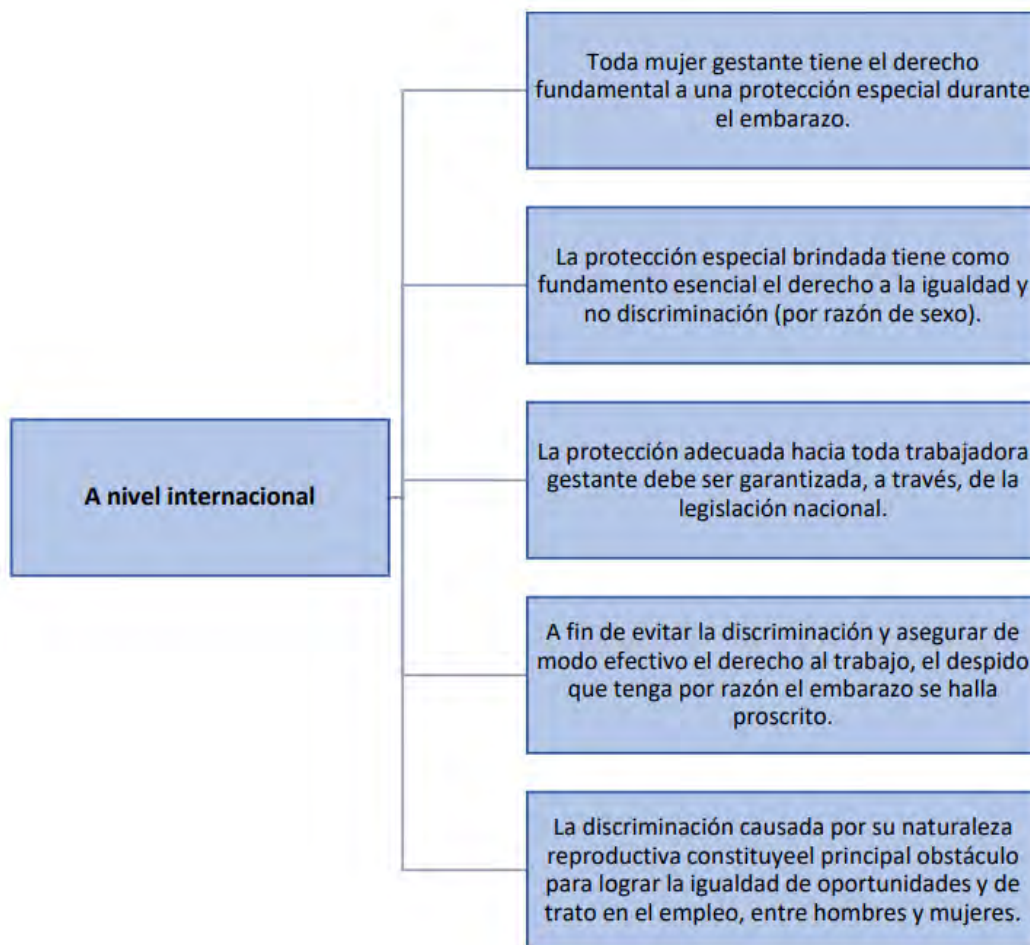 Toda mujer gestante tiene el derecho
fundamental a una protección especial durante
el embarazo.
La protección especial brindada tiene como
fundamento esencial el derecho a la igualdad y
no discriminación (por razón de sexo).
A nivel internacional
La protección adecuada hacia toda trabajadora
gestante debe ser garantizada, a través, de la
legislación nacional.
A fin de evitar la discriminación y asegurar de
modo efectivo el derecho al trabajo, el despido
que tenga por razón el embarazo se halla
proscrito.
La discriminación causada por su naturaleza
reproductiva constituyeel principal obstáculo
para lograr la igualdad de oportunidades y de
trato en el empleo, entre hombres y mujeres.